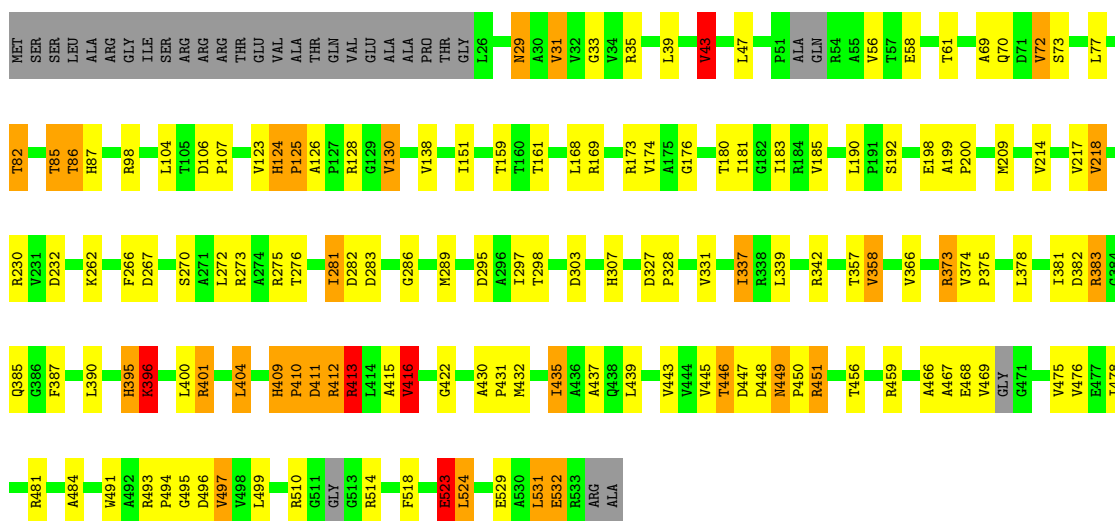 MET SER SER LEU ALA ARG GLY ILE SER ARG ARG ARG THR GLU VAL ALA THR GLN VAL GLU ALA ALA PRO THR GLY L26 N29 A30 V31 V32 G33 V34 R35 L39 V43 L47 P51 ALA GLN R54 A55 V56 T57 E58 T61 A69 Q70 D71 V72 S73 L77
T82 T85 T86 H87 R98 L104 T105 D106 P107 V123 H124 P125 A126 P127 R128 G129 V130 V138 I151 T159 T160 T161 L168 R169 R173 V174 A175 G176 T180 I181 G182 I183 R184 V185 L190 P191 S192 E198 A199 P200 M209 V214 V217 V218
R230 V231 D232 K262 F266 D267 S270 A271 L272 R273 A274 R275 T276 I281 D282 D283 G286 M289 D295 A296 I297 T298 D303 H307 D327 P328 V331 I337 R338 L339 R342 T357 V358 V366 R373 V374 P375 L378 I381 D382 R383 G384
Q385 G386 F387 L390 H395 K396 L400 R401 L404 H409 P410 D411 R412 R413 L414 A415 V416 G422 A430 P431 M432 I435 A436 A437 Q438 L439 V443 V444 V445 T446 D447 D448 N449 P450 R451 T456 R459 A466 A467 E468 V469 GLY G471 V475 V476 E477 I478
R481 A484 W491 A492 R493 P494 G495 D496 V497 V498 L499 R510 G511 GLY G513 R514 F518 E523 L524 E529 A530 L531 E532 R533 ARG ALA